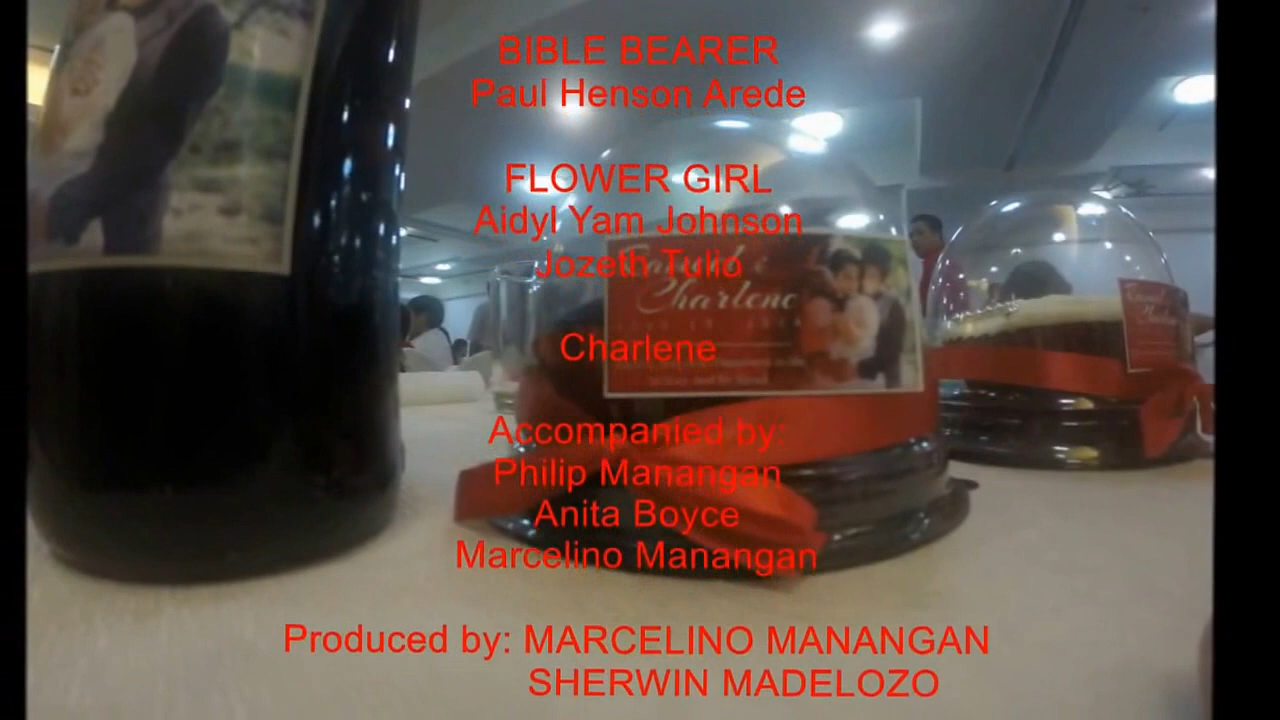 BIBLE BEARER
Paul Henson Arede
FLOWER GIRL
Aidyl Yam Johnson
Jozeth Tulio
Charlene
Charlene
Accompanied by:
Philip Manangan
Anita Boyce
Marcelino Manangan
Produced by: MARCELINO MANANGAN
SHERWIN MADELOZO